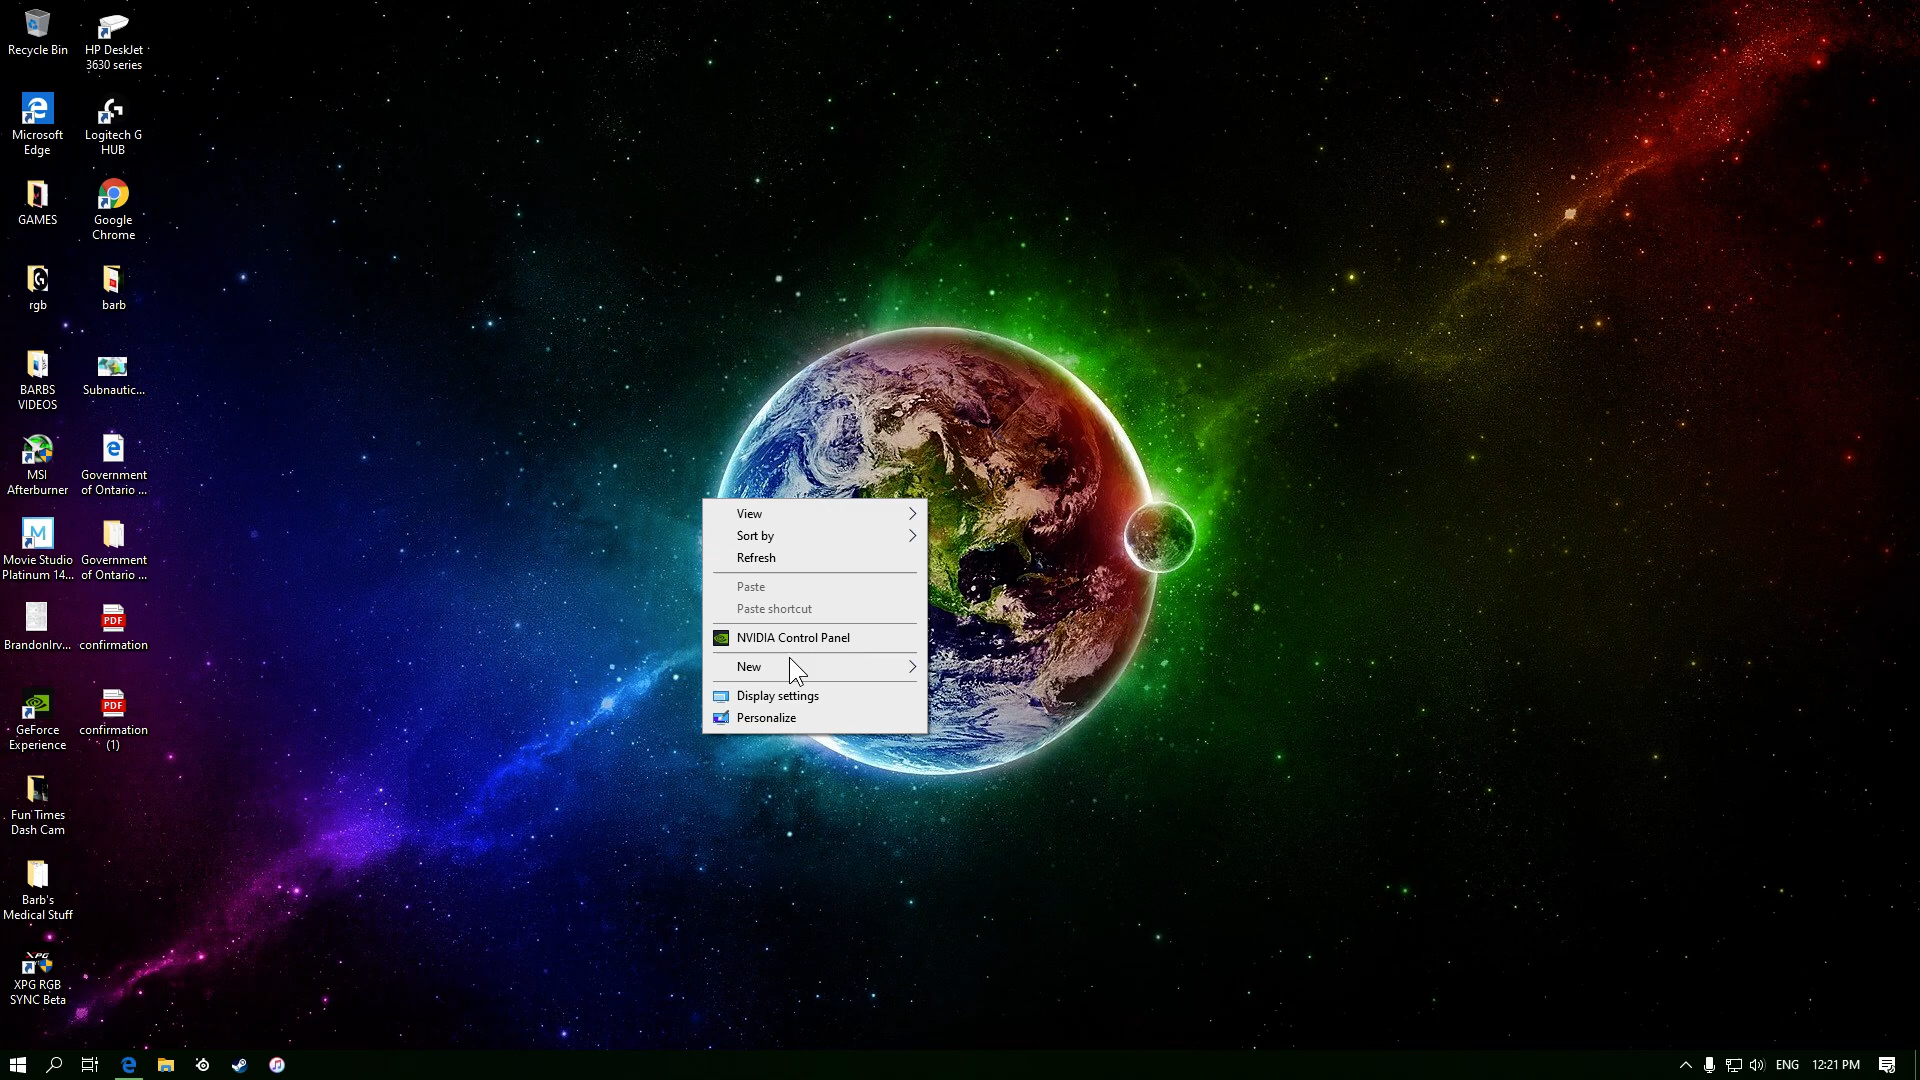 Recycle Bin
HP DeskJet
3630 series
Microsoft
Edge
Logitech G
HUB
GAMES
Google
Chrome
rgb
barb
BARBS
VIDEOS
Subnautic...
MSI
Afterburner
Government
of Ontario ...
M
Movie Studio
Platinum 14...
Government
of Ontario ...
BrandonIrv...
PDF
confirmation
GeForce
Experience
PDF
confirmation
(1)
Fun Times
Dash Cam
Barb's
Medical Stuff
XPG
XPG RGB
SYNC Beta
View
Sort by
Refresh
Paste
Paste shortcut
NVIDIA Control Panel
New
Display settings
Personalize
ENG
12:21 PM